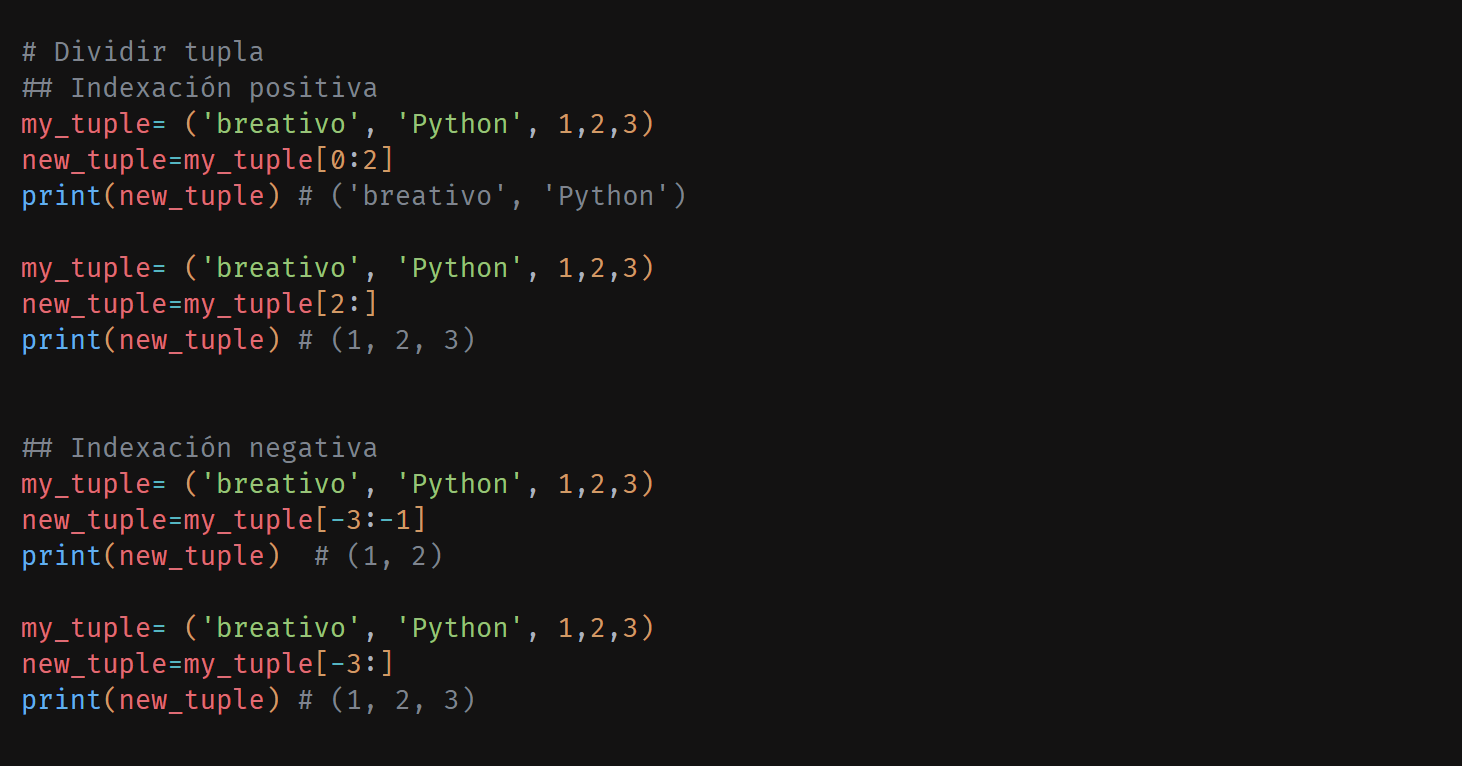 # Dividir tupla
## Indexación positiva
my_tuple= ('breativo', 'Python', 1,2,3)
new_tuple=my_tuple[0:2]
print(new_tuple) # ('breativo', 'Python')
my_tuple= ('breativo', 'Python', 1,2,3)
new_tuple=my_tuple[2:]
print(new_tuple) # (1, 2, 3)
## Indexación negativa
my_tuple= ('breativo', 'Python', 1,2,3)
new_tuple=my_tuple[-3:-1]
print(new_tuple)  # (1, 2)
my_tuple= ('breativo', 'Python', 1,2,3)
new_tuple=my_tuple[-3:]
print(new_tuple) # (1, 2, 3)